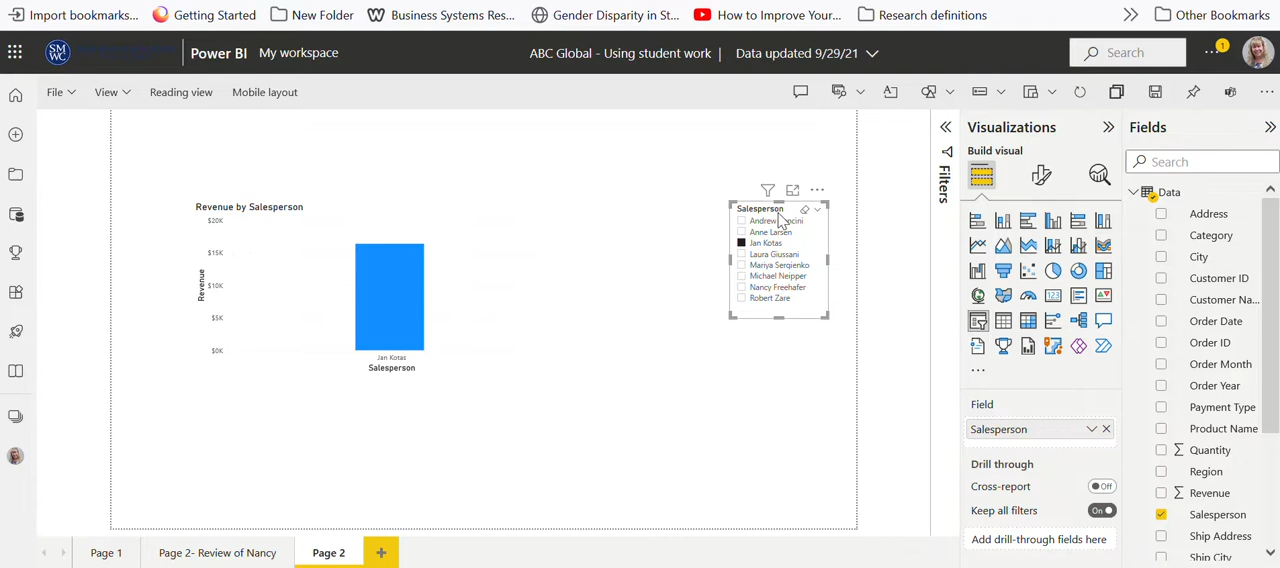 Import bookmarks... Getting Started New Folder Business Systems Res... Gender Disparity in St... How to Improve Your... Research definitions Other Bookmarks
SM WC Power BI My workspace ABC Global - Using student work | Data updated 9/29/21 Search ... 1
File View Reading view Mobile layout
Visualizations Fields
Build visual
Search
Filters
Data
Address
Category
City
Customer ID
Customer Na...
Order Date
Order ID
Order Month
Order Year
Payment Type
Product Name
Σ Quantity
Region
Σ Revenue
Salesperson
Ship Address
Ship City
Revenue by Salesperson
$20K
$15K
$10K
$5K
$0K
Revenue
Jan Kotas
Salesperson
Salesperson
Andrew
Anne Larsen
Jan Kotas
Laura Giussani
Mariya Sergienko
Michael Neipper
Nancy Freehafer
Robert Zare
123
Field
Salesperson
Drill through
Cross-report Off
Keep all filters On
Add drill-through fields here
Page 1 Page 2- Review of Nancy Page 2 +